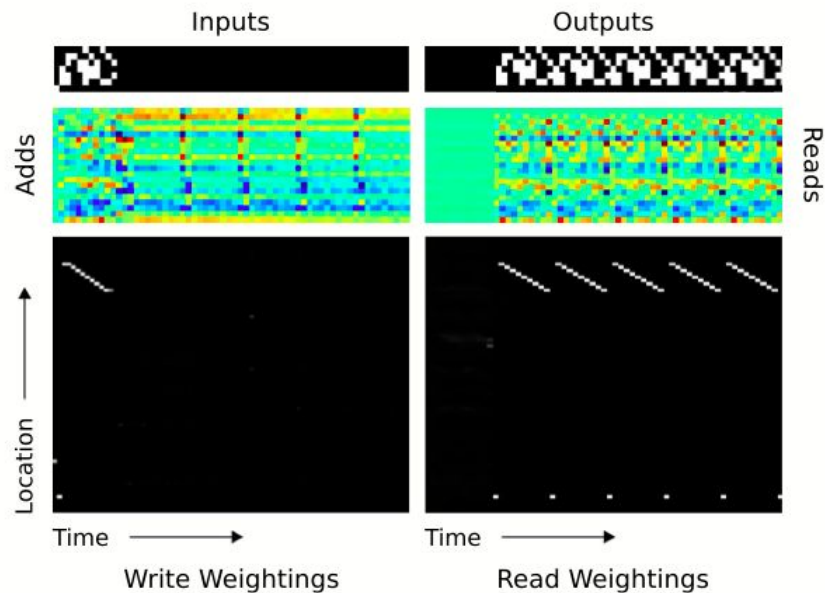 Inputs
Outputs
Adds
Reads
Location
Time
Time
Write Weightings
Read Weightings